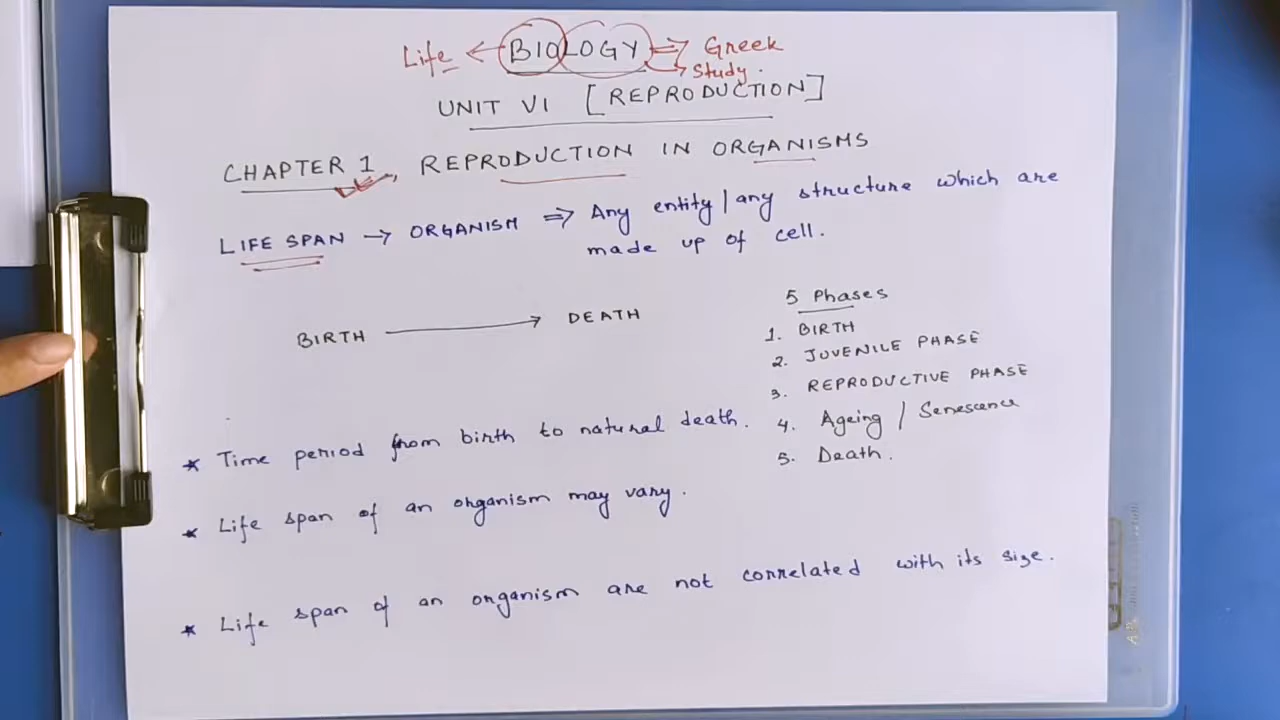 Life ← BIOLOGY ⇒ Greek
→ Study.
UNIT VI [REPRODUCTION]
CHAPTER 1, REPRODUCTION IN ORGANISMS
LIFE SPAN → ORGANISM ⇒ Any entity / any structure which are
made up of cell.
BIRTH → DEATH
5 Phases
1. BIRTH
2. JUVENILE PHASE
3. REPRODUCTIVE PHASE
4. Ageing / Senescence
5. Death.
* Time period from birth to natural death.
* Life span of an organism may vary.
* Life span of an organism are not correlated with its size.